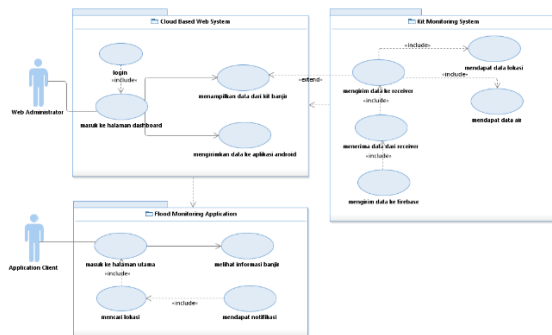 Cloud Based Web System
login
«include»
masuk ke halaman dashboard
menampilkan data dari kit banjir
mengirimkan data ke aplikasi android
Web Administrator
«extend»
Kit Monitoring System
«include»
mendapat data lokasi
mengirim data ke receiver
«include»
mendapat data air
«include»
menerima data dari receiver
«include»
mengirim data ke firebase
Flood Monitoring Application
masuk ke halaman utama
melihat informasi banjir
Application Client
«include»
mencari lokasi
«include»
mendapat notifikasi